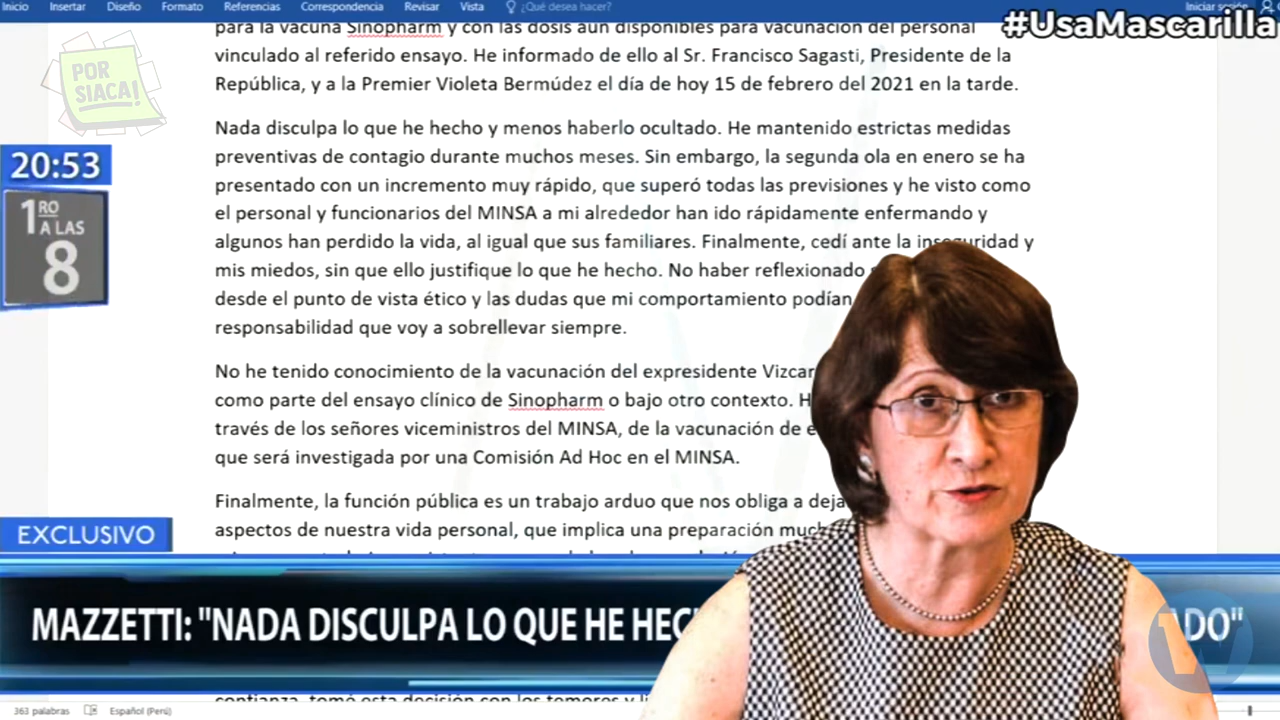 Inicio Insertar Diseño Formato Referencias Correspondencia Revisar Vista ¿Qué desea hacer? Iniciar sesión
#UsaMascarilla
para la vacuna Sinopharm y con las dosis aún disponibles para vacunación del personal
vinculado al referido ensayo. He informado de ello al Sr. Francisco Sagasti, Presidente de la
República, y a la Premier Violeta Bermúdez el día de hoy 15 de febrero del 2021 en la tarde.
POR
SIACA!
Nada disculpa lo que he hecho y menos haberlo ocultado. He mantenido estrictas medidas
preventivas de contagio durante muchos meses. Sin embargo, la segunda ola en enero se ha
presentado con un incremento muy rápido, que superó todas las previsiones y he visto como
el personal y funcionarios del MINSA a mi alrededor han ido rápidamente enfermando y
algunos han perdido la vida, al igual que sus familiares. Finalmente, cedí ante la inseguridad y
mis miedos, sin que ello justifique lo que he hecho. No haber reflexionado
desde el punto de vista ético y las dudas que mi comportamiento podían
responsabilidad que voy a sobrellevar siempre.
20:53
1RO
A LAS
8
No he tenido conocimiento de la vacunación del expresidente Vizcar
como parte del ensayo clínico de Sinopharm o bajo otro contexto. H
través de los señores viceministros del MINSA, de la vacunación de e
que será investigada por una Comisión Ad Hoc en el MINSA.
Finalmente, la función pública es un trabajo arduo que nos obliga a deja
aspectos de nuestra vida personal, que implica una preparación much
EXCLUSIVO
MAZZETTI: "NADA DISCULPA LO QUE HE HEC ADO"
W
confianza, tomé esta decisión con los temores y li
363 palabras Español (Perú)